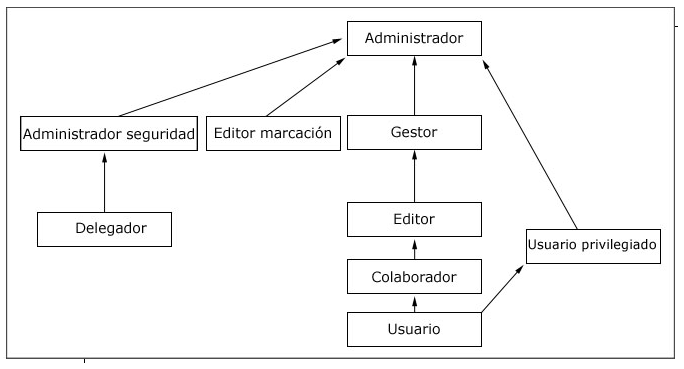 Administrador
Administrador seguridad
Editor marcación
Gestor
Delegador
Editor
Usuario privilegiado
Colaborador
Usuario